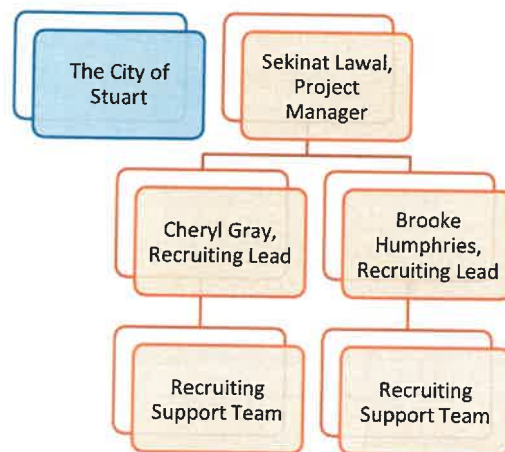 The City of
Stuart
Sekinat Lawal,
Project
Manager
Cheryl Gray,
Recruiting Lead
Brooke
Humphries,
Recruiting Lead
Recruiting
Support Team
Recruiting
Support Team